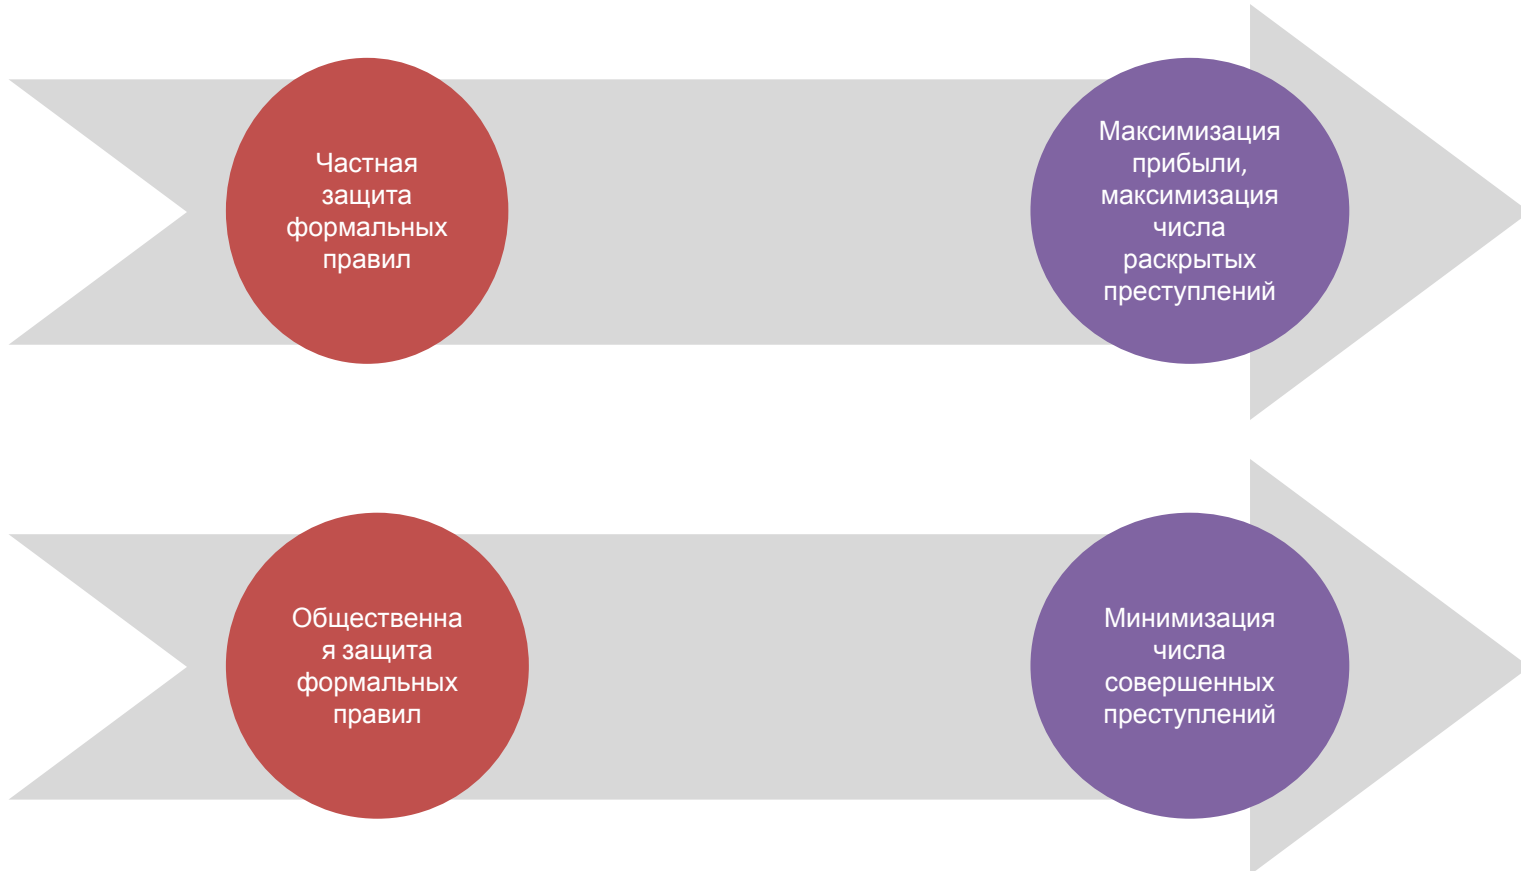 Частная
защита
формальных
правил
Максимизация
прибыли,
максимизация
числа
раскрытых
преступлений
Общественна
я защита
формальных
правил
Минимизация
числа
совершенных
преступлений